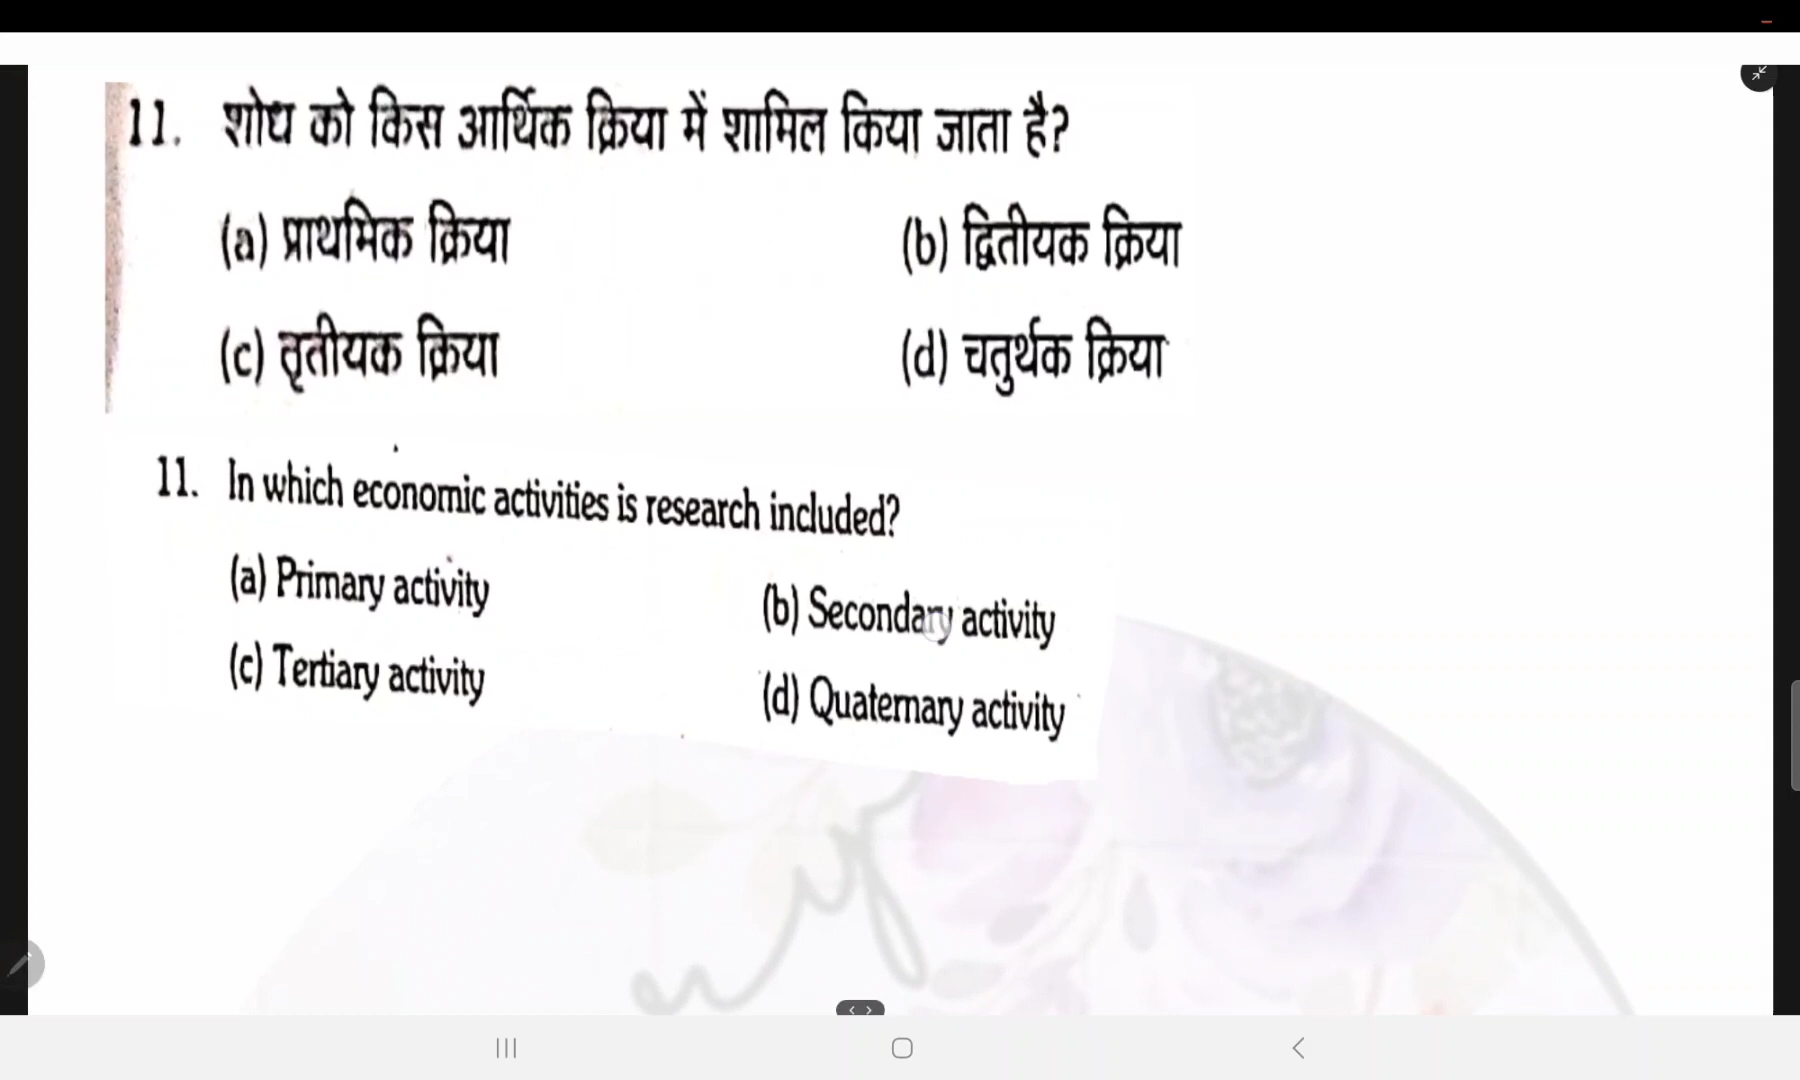 11. शोध को किस आर्थिक क्रिया में शामिल किया जाता है?
(a) प्राथमिक क्रिया (b) द्वितीयक क्रिया
(c) तृतीयक क्रिया (d) चतुर्थक क्रिया
11. In which economic activities is research included?
(a) Primary activity (b) Secondary activity
(c) Tertiary activity (d) Quaternary activity